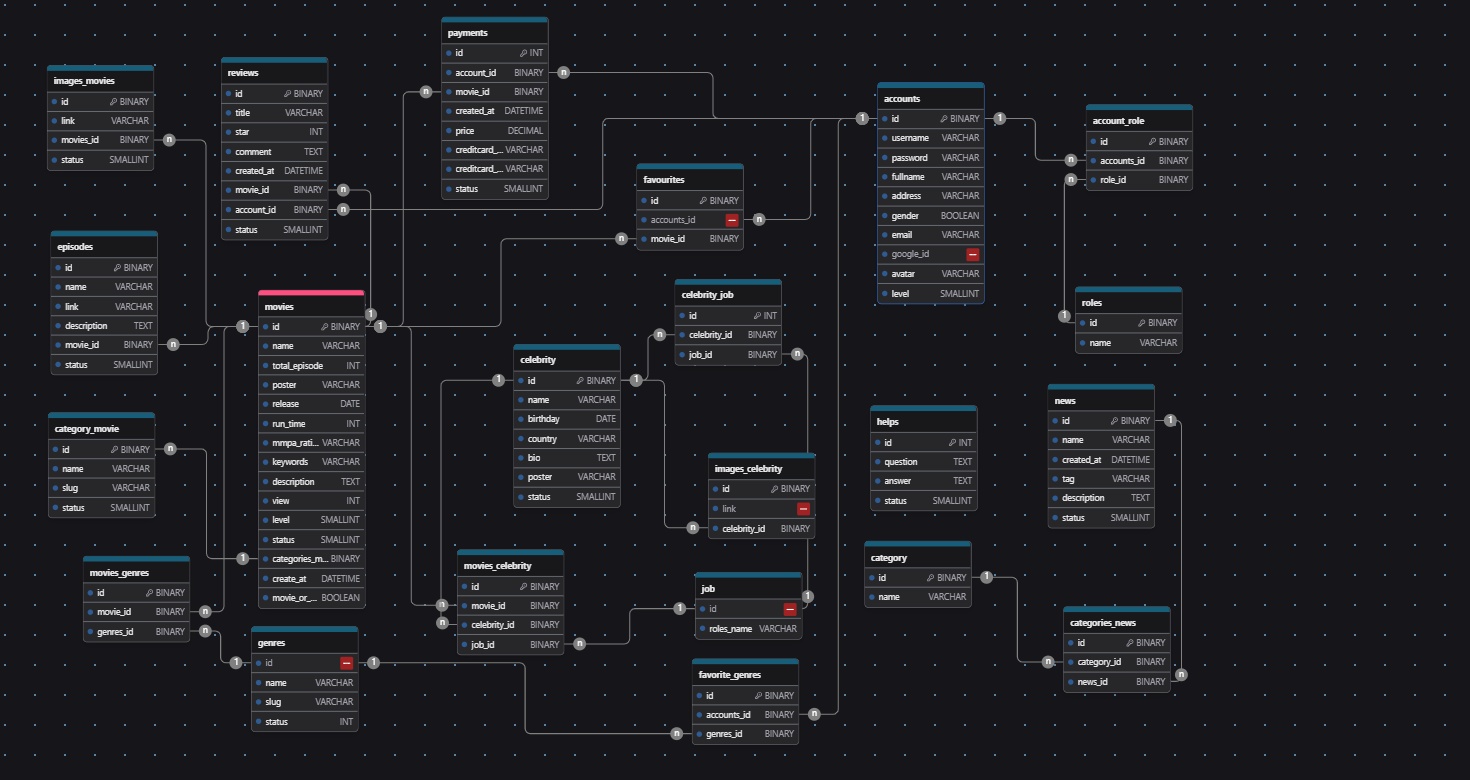 payments
id INT
account_id BINARY
movie_id BINARY
created_at DATETIME
price DECIMAL
creditcard_... VARCHAR
creditcard_... VARCHAR
status SMALLINT
images_movies
id BINARY
link VARCHAR
movies_id BINARY
status SMALLINT
reviews
id BINARY
title VARCHAR
star INT
comment TEXT
created_at DATETIME
movie_id BINARY
account_id BINARY
status SMALLINT
accounts
id BINARY
username VARCHAR
password VARCHAR
fullname VARCHAR
address VARCHAR
gender BOOLEAN
email VARCHAR
google_id
avatar VARCHAR
level SMALLINT
account_role
id BINARY
accounts_id BINARY
role_id BINARY
favourites
id BINARY
accounts_id
movie_id BINARY
episodes
id BINARY
name VARCHAR
link VARCHAR
description TEXT
movie_id BINARY
status SMALLINT
movies
id BINARY
name VARCHAR
total_episode INT
poster VARCHAR
release DATE
run_time INT
mmpa_rati... VARCHAR
keywords VARCHAR
description TEXT
view INT
level SMALLINT
status SMALLINT
categories_m... BINARY
create_at DATETIME
movie_or_... BOOLEAN
celebrity_job
id INT
celebrity_id BINARY
job_id BINARY
roles
id BINARY
name VARCHAR
celebrity
id BINARY
name VARCHAR
birthday DATE
country VARCHAR
bio TEXT
poster VARCHAR
status SMALLINT
news
id BINARY
name VARCHAR
created_at DATETIME
tag VARCHAR
description TEXT
status SMALLINT
helps
id INT
question TEXT
answer TEXT
status SMALLINT
category_movie
id BINARY
name VARCHAR
slug VARCHAR
status SMALLINT
images_celebrity
id BINARY
link
celebrity_id BINARY
category
id BINARY
name VARCHAR
movies_celebrity
id BINARY
movie_id BINARY
celebrity_id BINARY
job_id BINARY
movies_genres
id BINARY
movie_id BINARY
genres_id BINARY
job
id
roles_name VARCHAR
categories_news
id BINARY
category_id BINARY
news_id BINARY
genres
id
name VARCHAR
slug VARCHAR
status INT
favorite_genres
id BINARY
accounts_id BINARY
genres_id BINARY